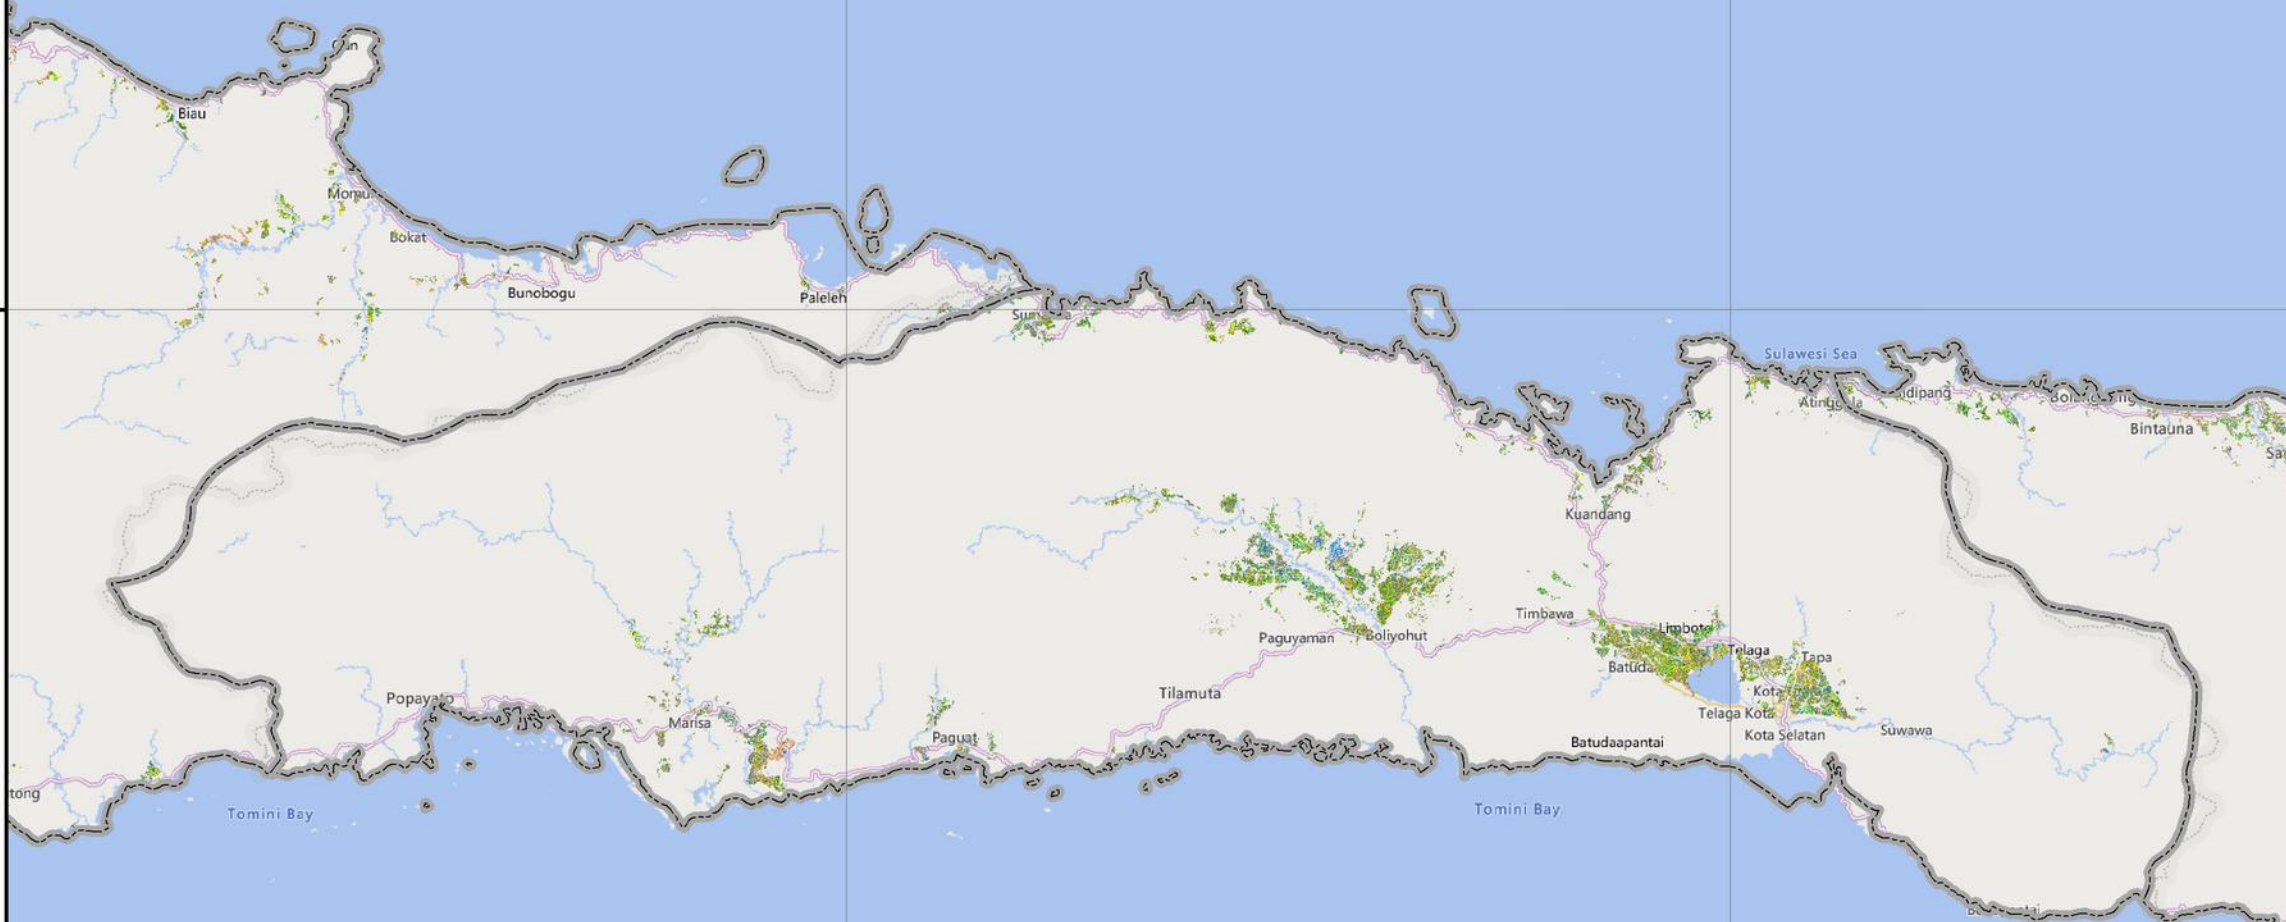 Biau
Bokat
Bunobogu
Paleleh
Sulawesi Sea
Bintauna
Kuandang
Timbawa
Limboto
Paguyaman
Boliyohut
Telaga
Tapa
Popayato
Tilamuta
Marisa
Telaga Kota
Suwawa
Paguat
Kota Selatan
Batudaapantai
Tomini Bay
Tomini Bay